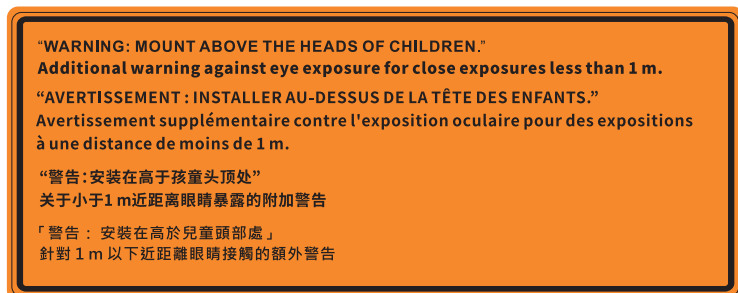 “WARNING: MOUNT ABOVE THE HEADS OF CHILDREN.”
Additional warning against eye exposure for close exposures less than 1 m.
“AVERTISSEMENT : INSTALLER AU-DESSUS DE LA TÊTE DES ENFANTS.”
Avertissement supplémentaire contre l'exposition oculaire pour des expositions
à une distance de moins de 1 m.
“警告:安装在高于孩童头顶处”
关于小于1 m近距离眼睛暴露的附加警告
「警告： 安裝在高於兒童頭部處」
針對 1 m 以下近距離眼睛接觸的額外警告